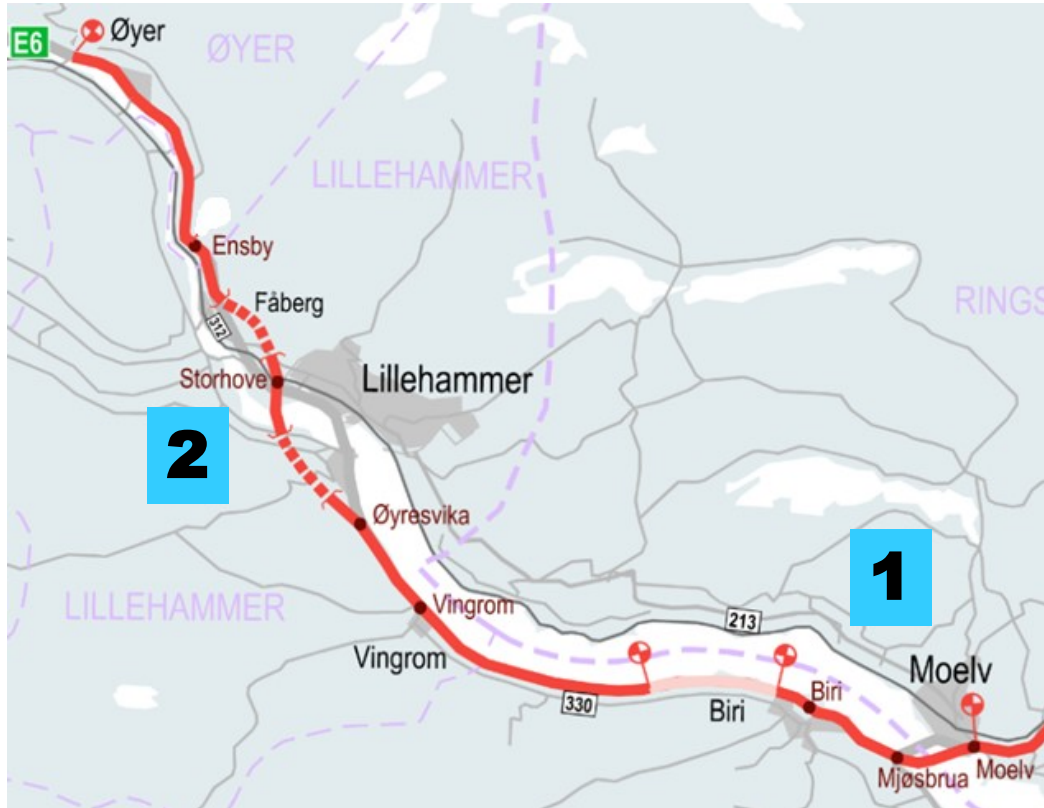 E6
Øyer
ØYER
LILLEHAMMER
Ensby
Fåberg
RINGS
312
Storhove
Lillehammer
2
Øyresvika
1
LILLEHAMMER
Vingrom
213
Vingrom
Moelv
330
Biri
Biri
Mjøsbrua
Moelv